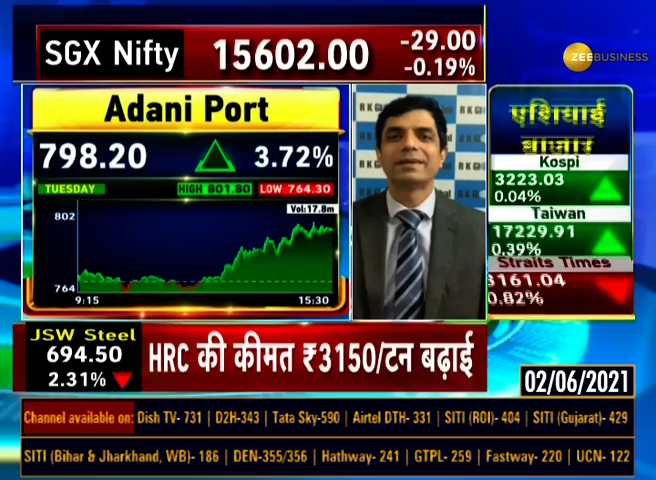 SGX Nifty 15602.00 -29.00
-0.19%
ZEE BUSINESS
Adani Port
798.20 3.72%
TUESDAY HIGH 801.80 LOW 764.30
Vol:17.8m
802
764
9:15 15:30
RK Global
एशियाई
बाजार
Kospi
3223.03
0.04%
Taiwan
17229.91
0.39%
Straits Times
3161.04
0.82%
JSW Steel
694.50
2.31%
HRC की कीमत ₹3150/टन बढ़ाई
02/06/2021
Channel available on: Dish TV- 731 | D2H-343 | Tata Sky-590 | Airtel DTH- 331 | SITI (ROI)- 404 | SITI (Gujarat)- 429
SITI (Bihar & Jharkhand, WB)- 186 | DEN-355/356 | Hathway- 241 | GTPL- 259 | Fastway- 220 | UCN- 122